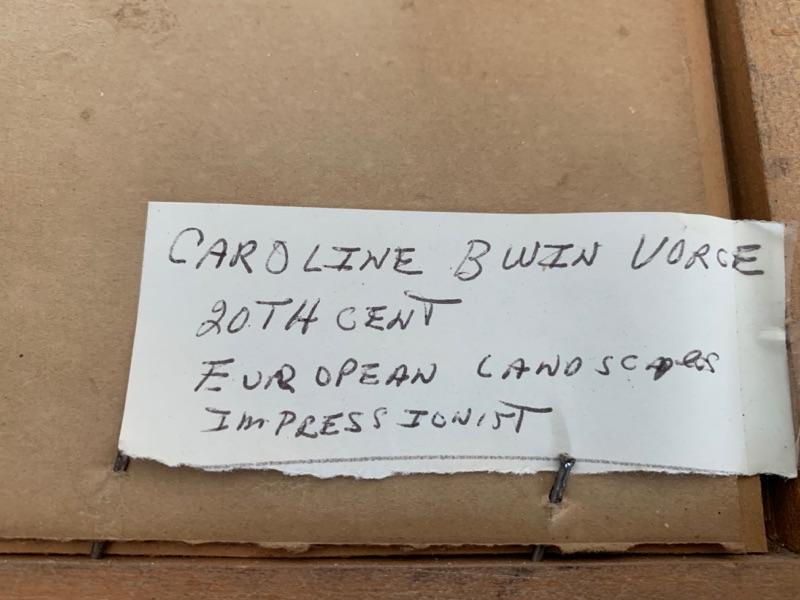 CAROLINE BWIN VORCE
20TH CENT
EUROPEAN LANDSCAPES
IMPRESSIONIST